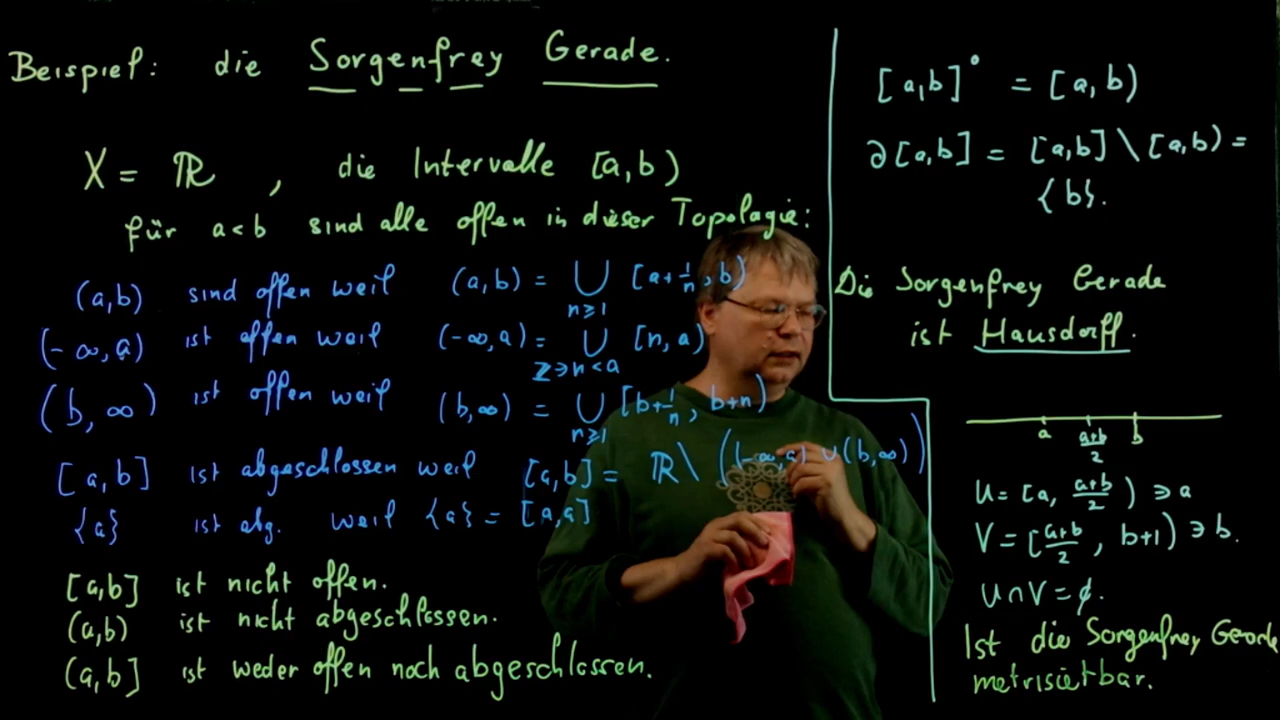 Beispiel: die Sorgenfrey Gerade.
X = ℝ , die Intervalle [a,b)
für a<b sind alle offen in dieser Topologie:
(a,b) sind offen weil (a,b) = ⋃_{n≥1} [a+1/n, b)
(-∞,a) ist offen weil (-∞,a) = ⋃_{ℤ∋n<a} [n,a)
(b,∞) ist offen weil (b,∞) = ⋃_{n≥1} [b+1/n, b+n)
[a,b] ist abgeschlossen weil [a,b] = ℝ\((-∞,a)∪(b,∞))
{a} ist abg. weil {a} = [a,a]
[a,b] ist nicht offen.
(a,b) ist nicht abgeschlossen.
(a,b] ist weder offen noch abgeschlossen.
[a,b]° = [a,b)
∂[a,b] = [a,b] \ [a,b) =
{b}.
Die Sorgenfrey Gerade
ist Hausdorff.
a (a+b)/2 b
U = [a, (a+b)/2) ∋ a
V = [(a+b)/2, b+1) ∋ b.
U∩V = ∅.
Ist die Sorgenfrey Gerade
metrisietbar.